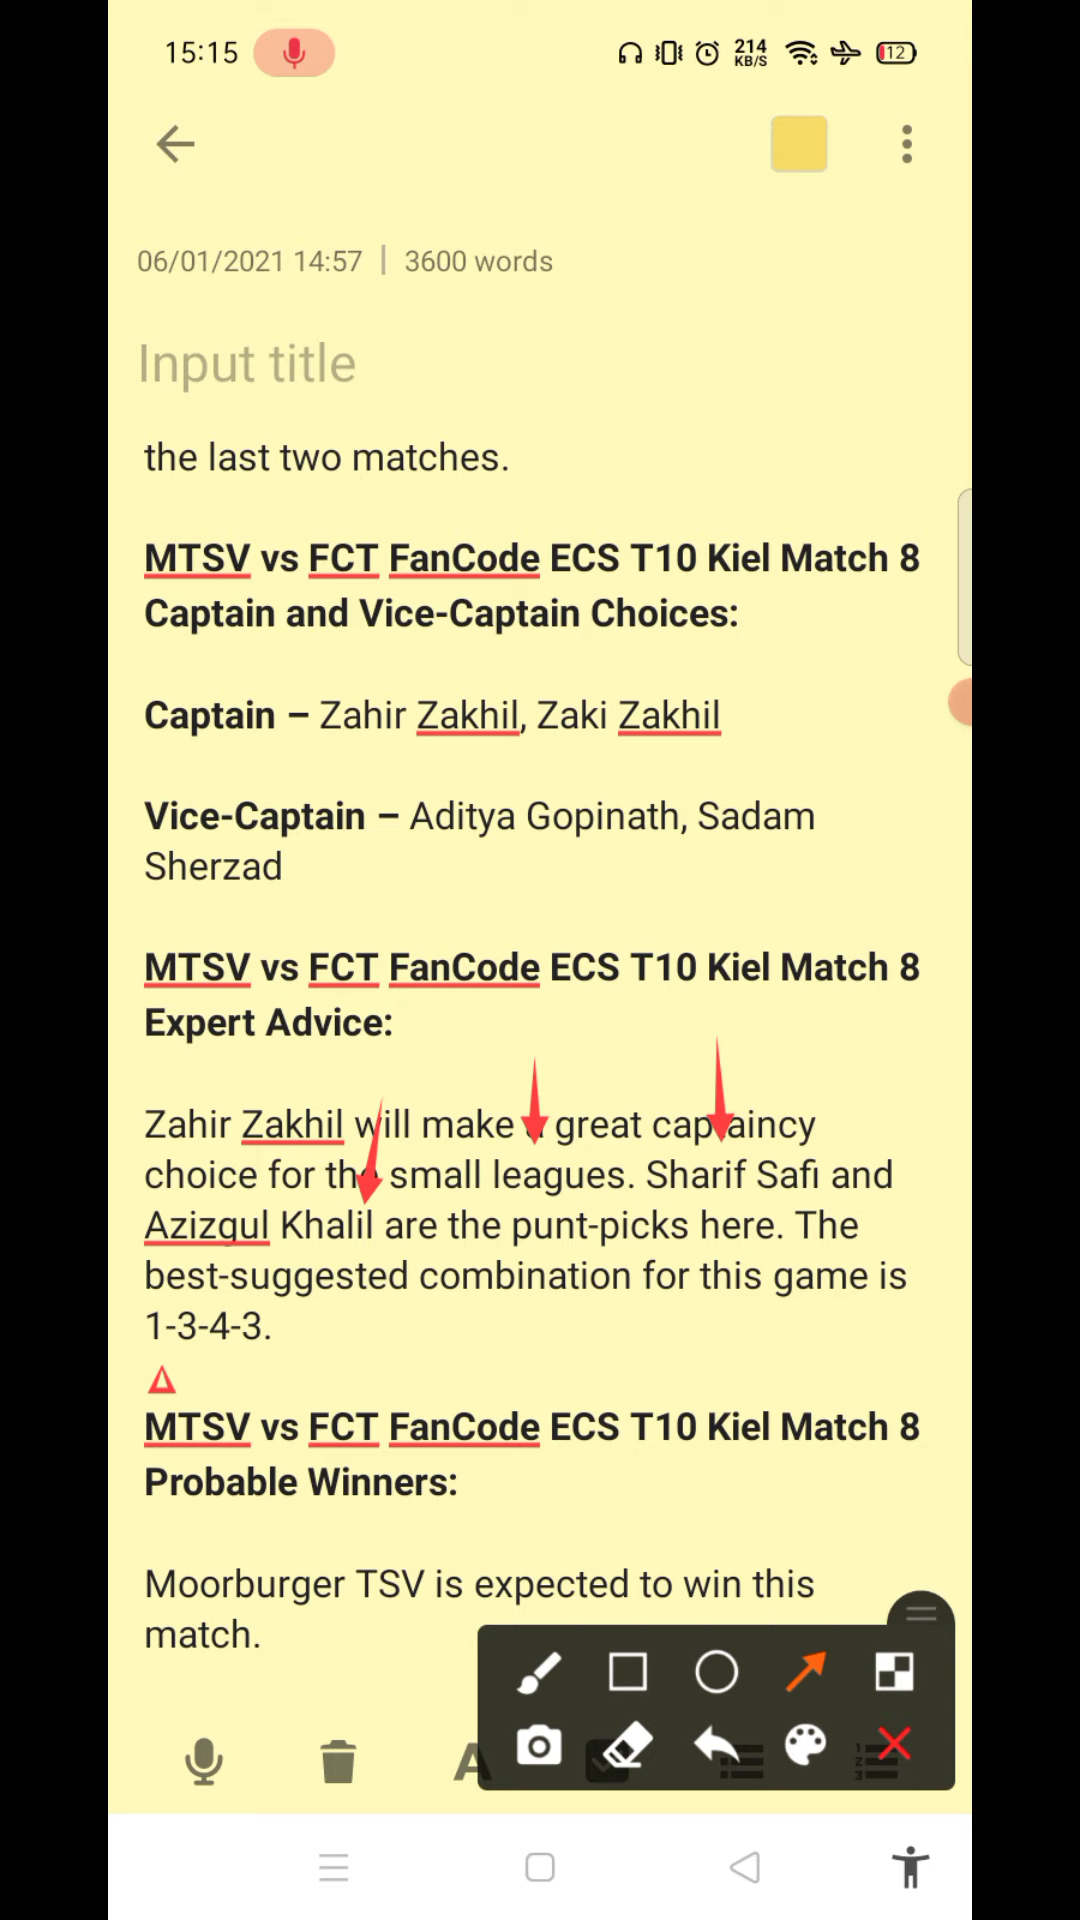 15:15
214
KB/S
12
06/01/2021 14:57 | 3600 words
Input title
the last two matches.
MTSV vs FCT FanCode ECS T10 Kiel Match 8
Captain and Vice-Captain Choices:
Captain – Zahir Zakhil, Zaki Zakhil
Vice-Captain – Aditya Gopinath, Sadam
Sherzad
MTSV vs FCT FanCode ECS T10 Kiel Match 8
Expert Advice:
Zahir Zakhil will make a great captaincy
choice for the small leagues. Sharif Safi and
Azizgul Khalil are the punt-picks here. The
best-suggested combination for this game is
1-3-4-3.
MTSV vs FCT FanCode ECS T10 Kiel Match 8
Probable Winners:
Moorburger TSV is expected to win this
match.
A